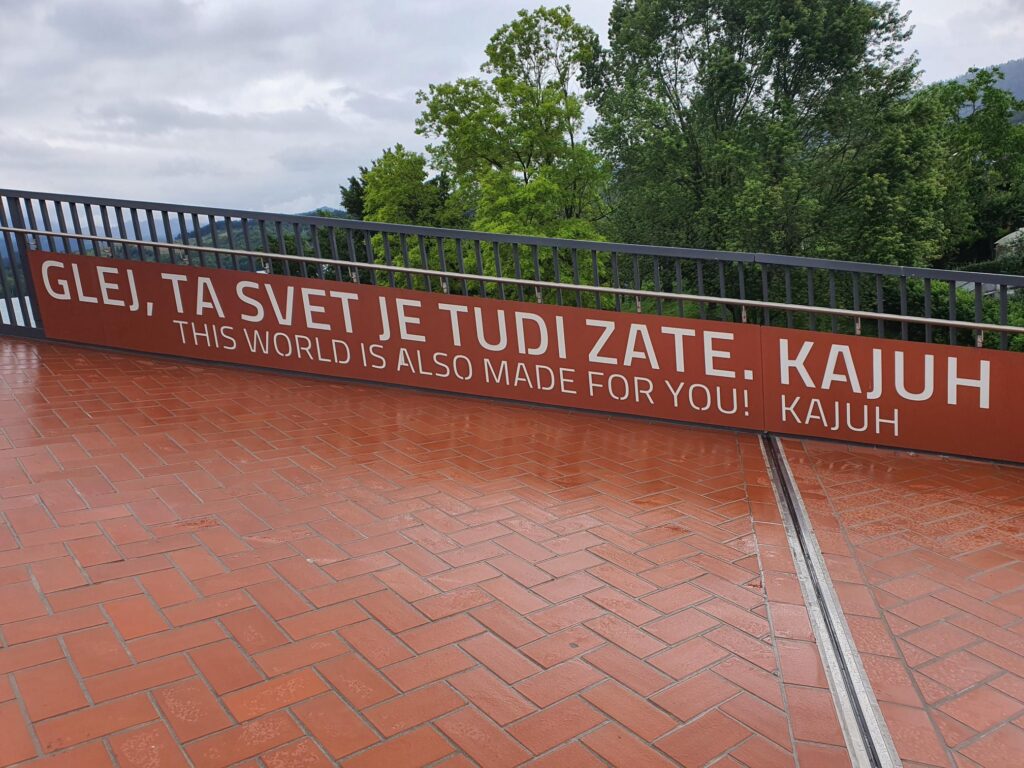 GLEJ, TA SVET JE TUDI ZATE. KAJUH
THIS WORLD IS ALSO MADE FOR YOU! KAJUH